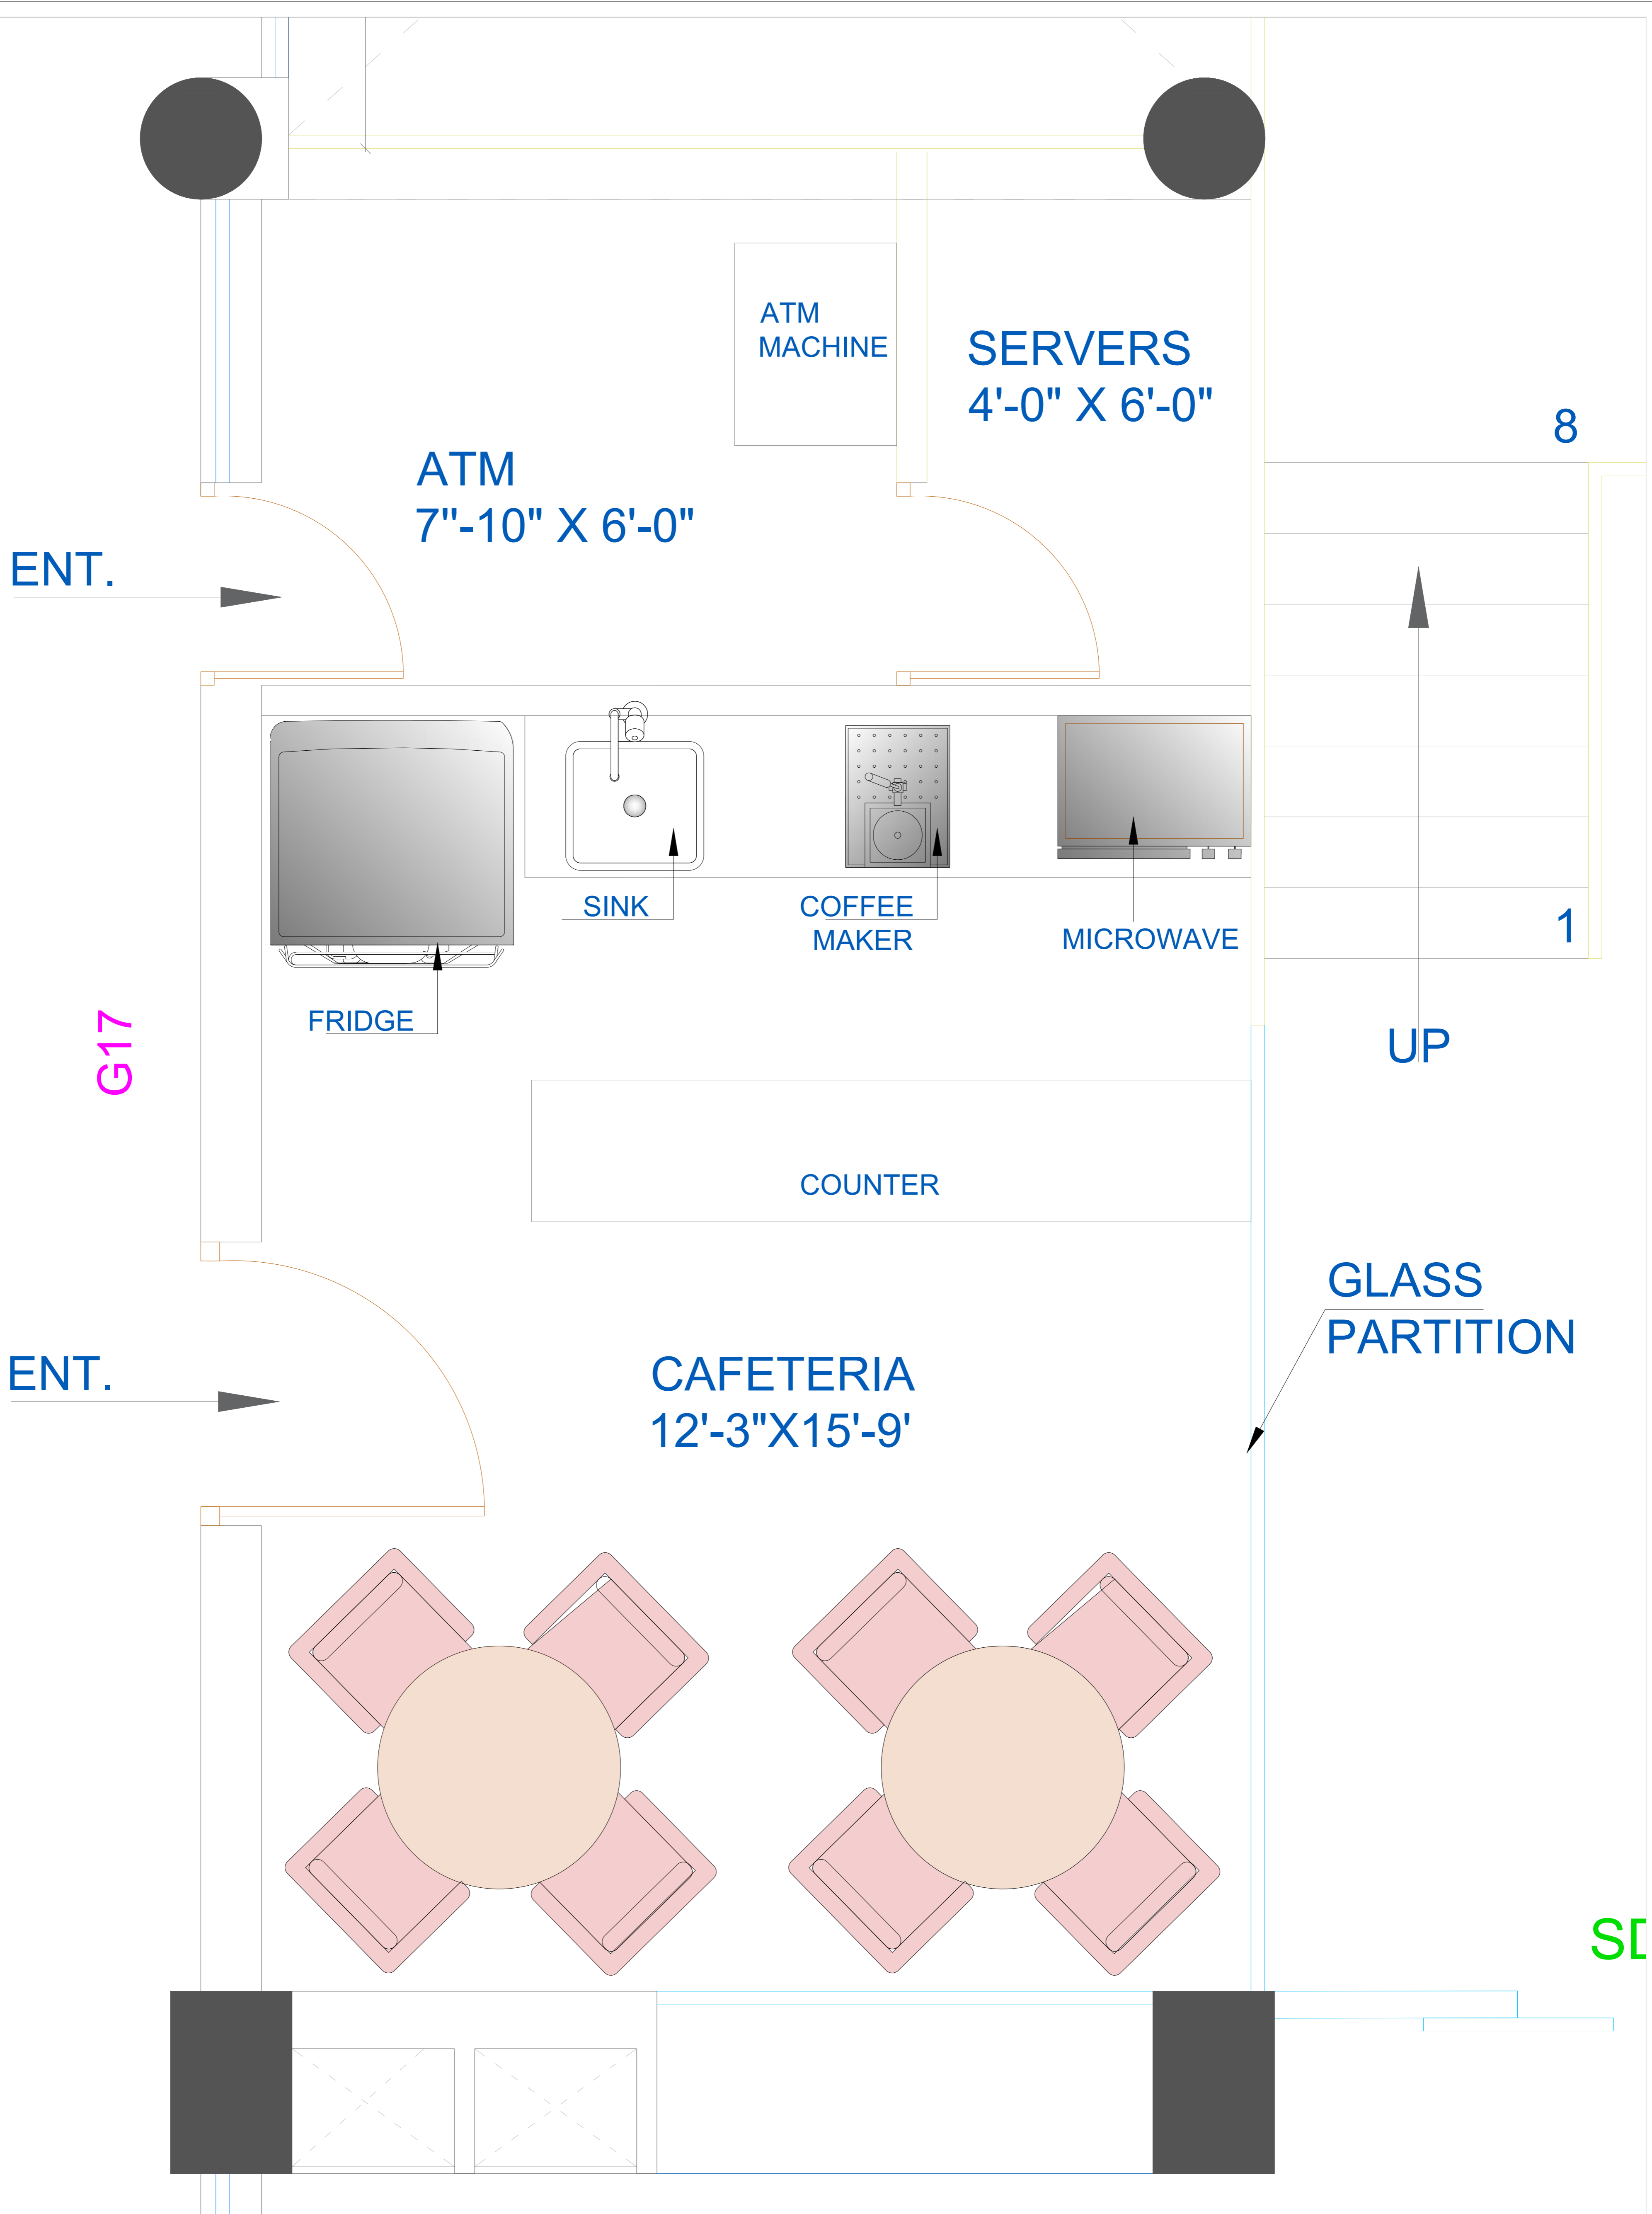 ATM
MACHINE
SERVERS
4'-0" X 6'-0"
8
ATM
7"-10" X 6'-0"
ENT.
SINK
COFFEE
MAKER
MICROWAVE
1
FRIDGE
G17
UP
COUNTER
GLASS
PARTITION
ENT.
CAFETERIA
12'-3"X15'-9'